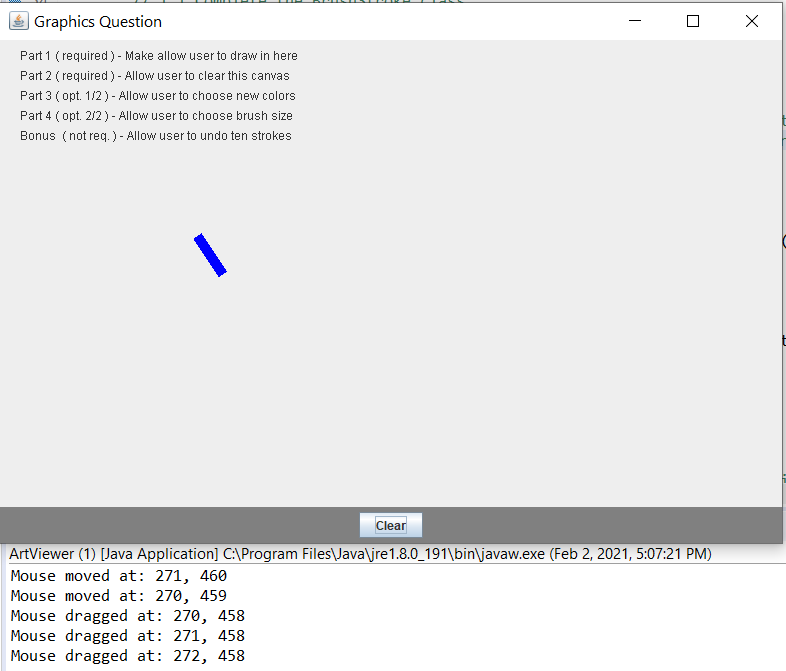 Graphics Question
Part 1 ( required ) - Make allow user to draw in here
Part 2 ( required ) - Allow user to clear this canvas
Part 3 ( opt. 1/2 ) - Allow user to choose new colors
Part 4 ( opt. 2/2 ) - Allow user to choose brush size
Bonus  ( not req. ) - Allow user to undo ten strokes
Clear
ArtViewer (1) [Java Application] C:\Program Files\Java\jre1.8.0_191\bin\javaw.exe (Feb 2, 2021, 5:07:21 PM)
Mouse moved at: 271, 460
Mouse moved at: 270, 459
Mouse dragged at: 270, 458
Mouse dragged at: 271, 458
Mouse dragged at: 272, 458